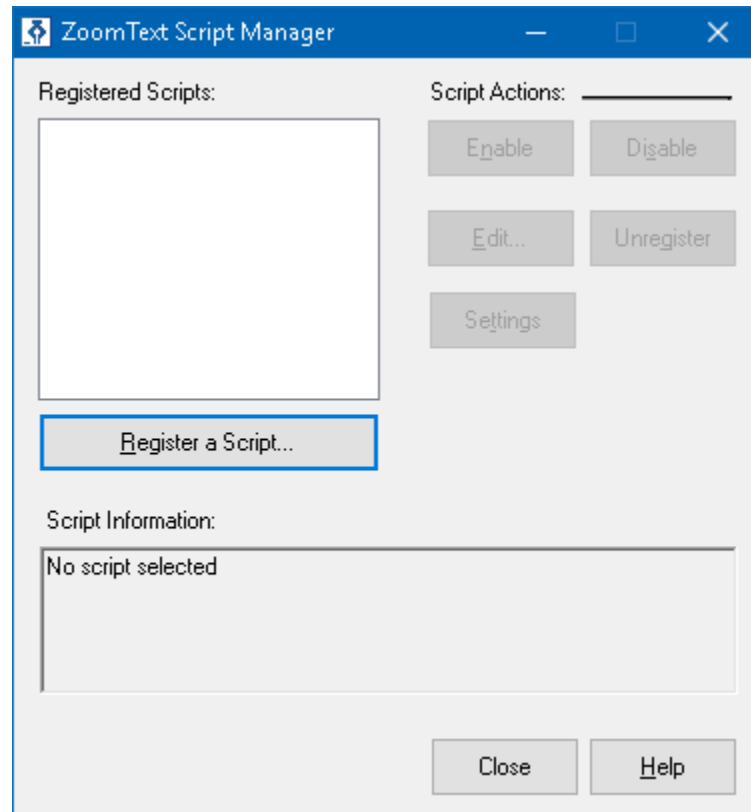 ZoomText Script Manager
Registered Scripts:
Script Actions:
Enable
Disable
Edit...
Unregister
Settings
Register a Script...
Script Information:
No script selected
Close
Help